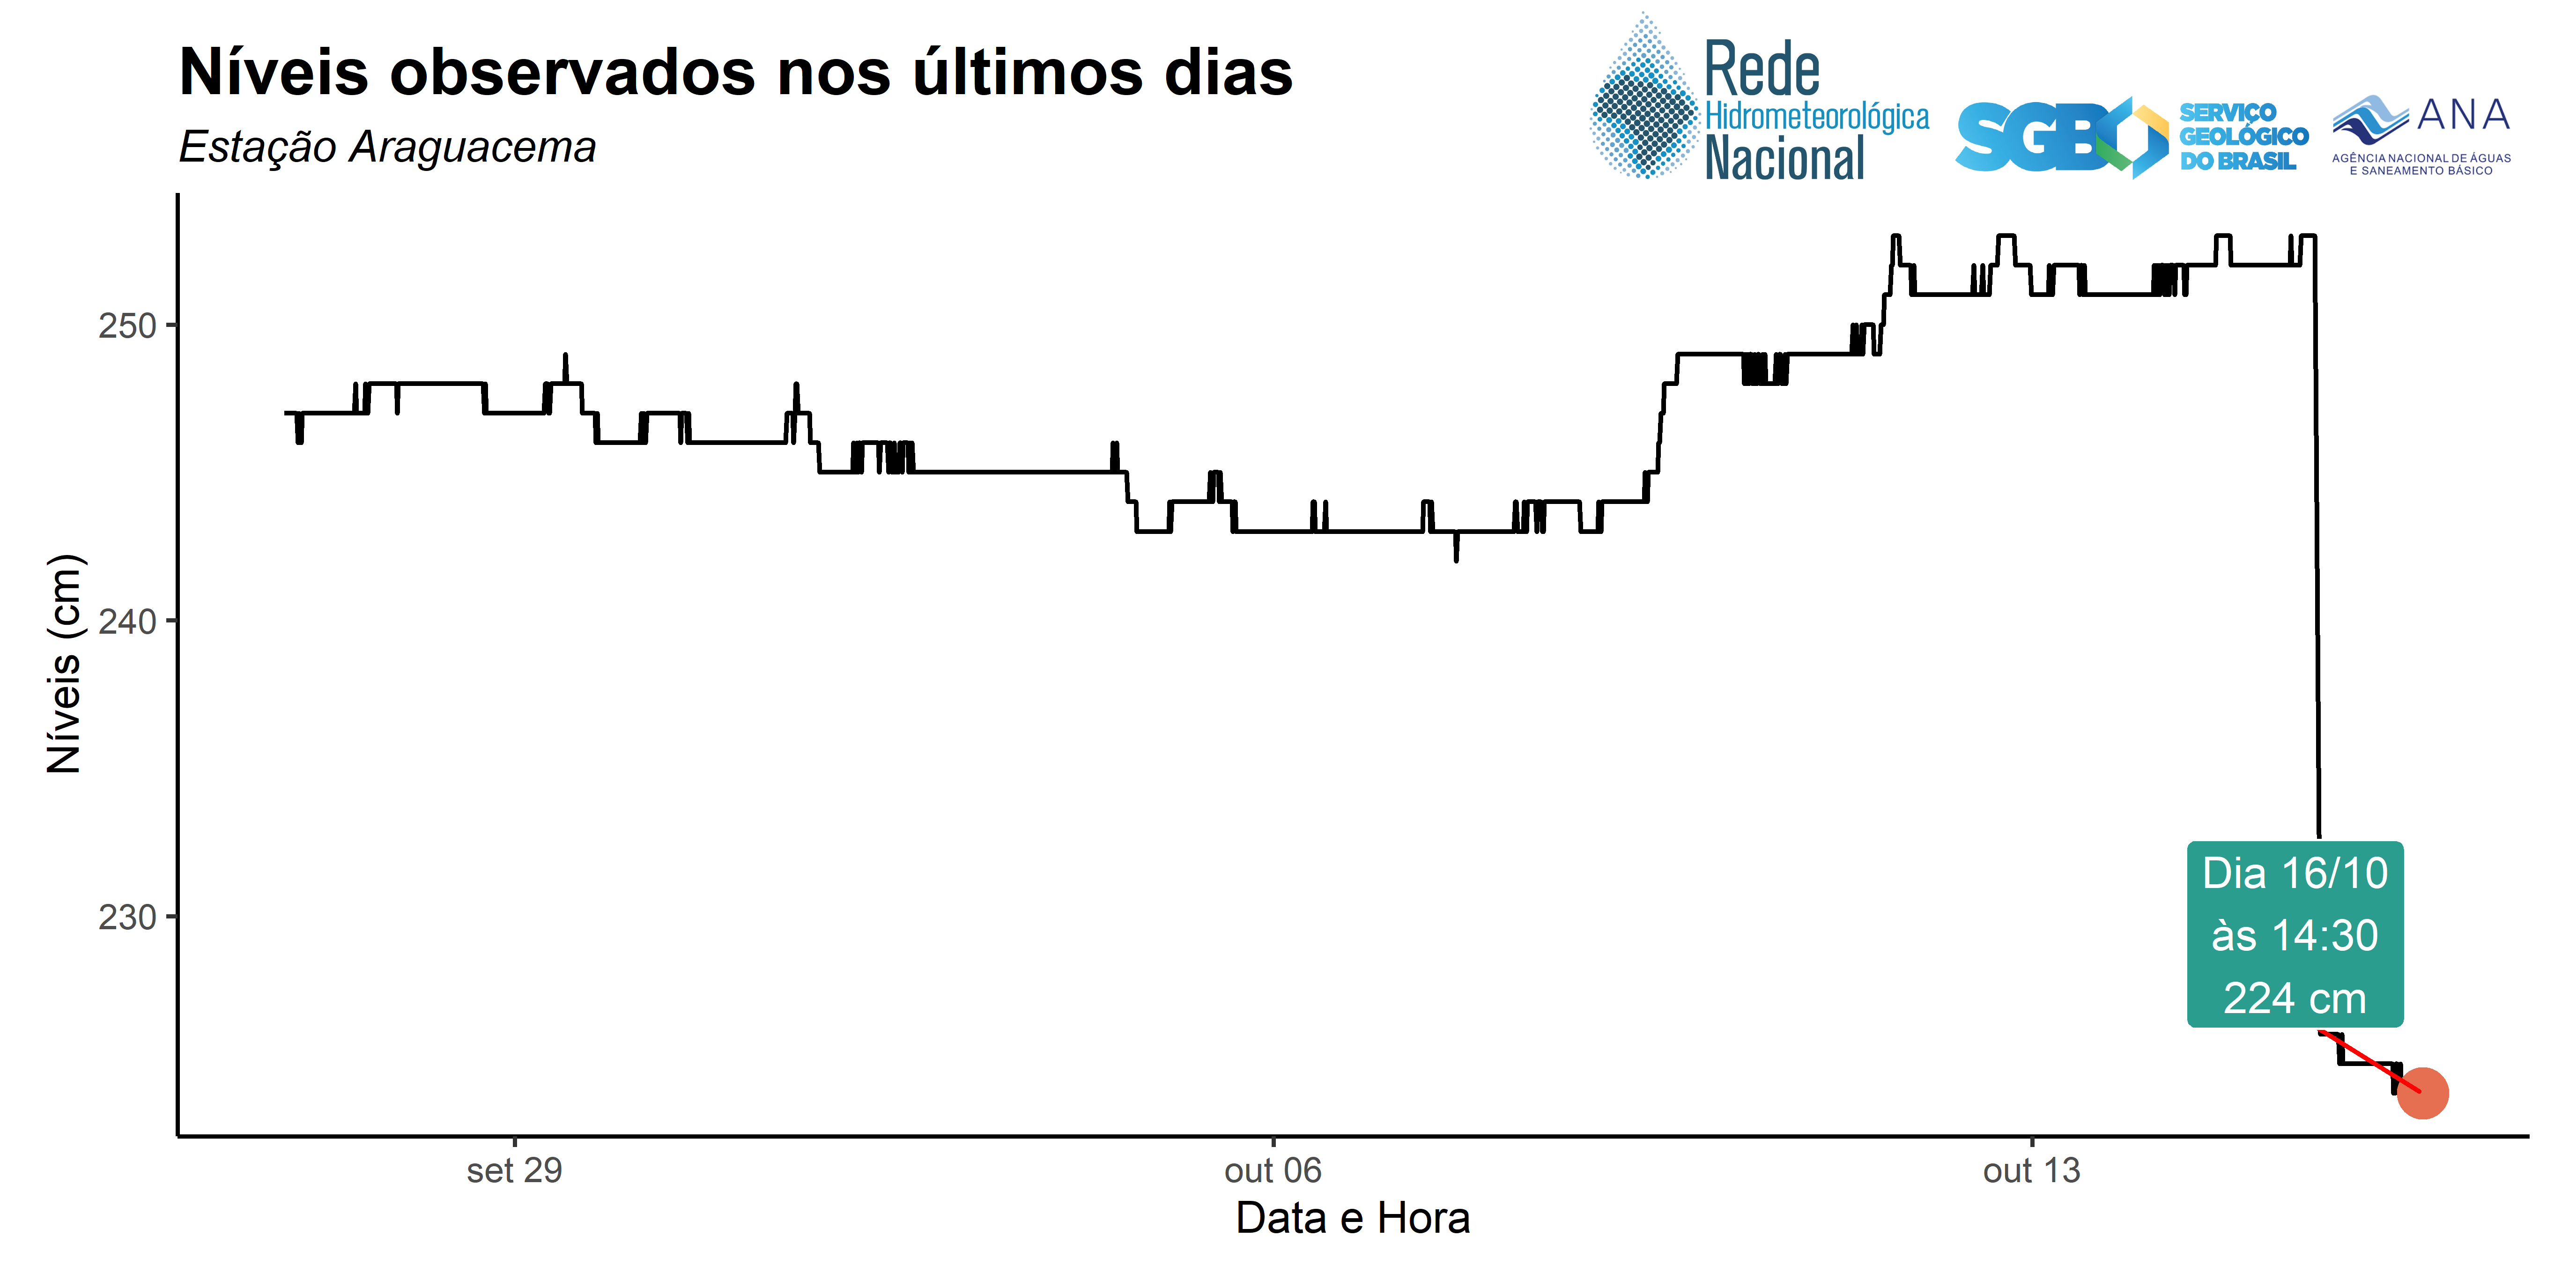 Níveis observados nos últimos dias
Estação Araguacema
Rede
Hidrometeorológica
Nacional
SGB
SERVIÇO
GEOLÓGICO
DO BRASIL
ANA
AGÊNCIA NACIONAL DE ÁGUAS
E SANEAMENTO BÁSICO
Níveis (cm)
250
240
230
Dia 16/10
às 14:30
224 cm
set 29
out 06
out 13
Data e Hora